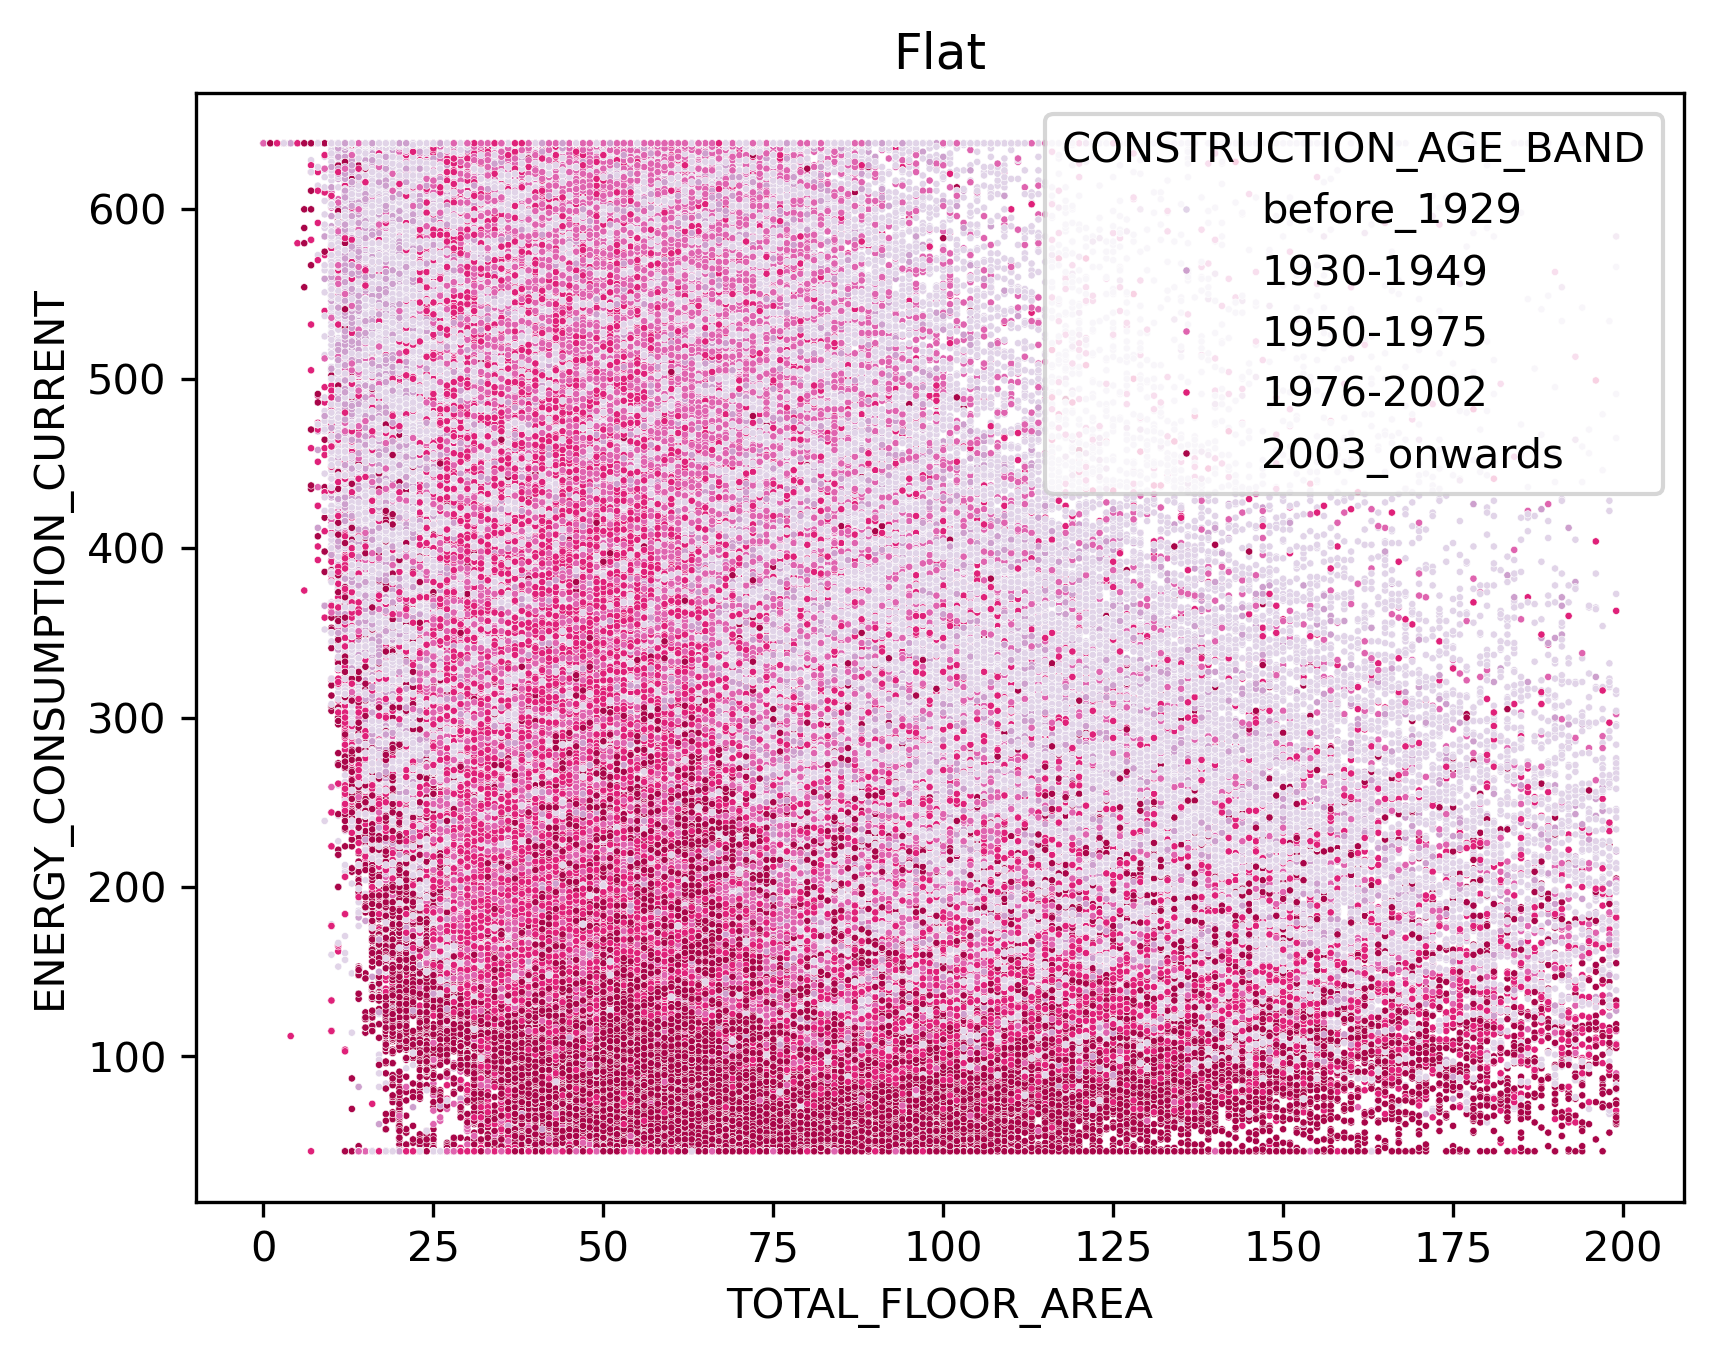 Flat
CONSTRUCTION_AGE_BAND
before_1929
1930-1949
1950-1975
1976-2002
2003_onwards
ENERGY_CONSUMPTION_CURRENT
600
500
400
300
200
100
0 25 50 75 100 125 150 175 200
TOTAL_FLOOR_AREA